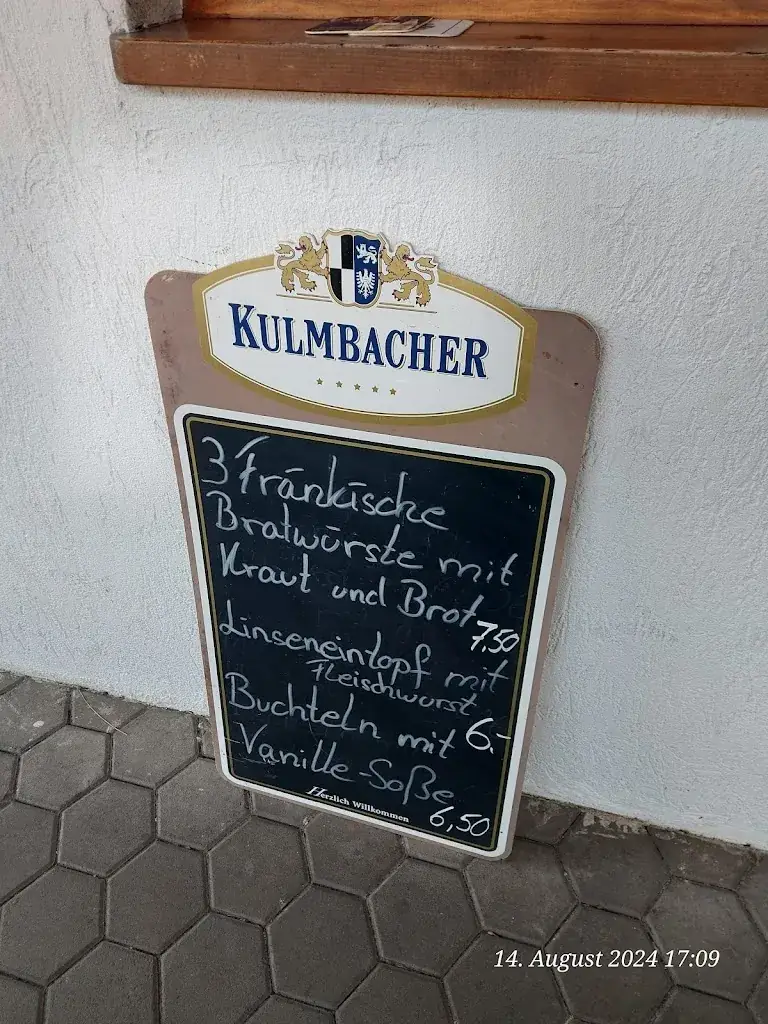 KULMBACHER
3 Fränkische
Bratwürste mit
Kraut und Brot
7,50
Linseneintopf mit
Fleischwurst
6.-
Buchteln mit
Vanille-Soße
6,50
Herzlich Willkommen
14. August 2024 17:09